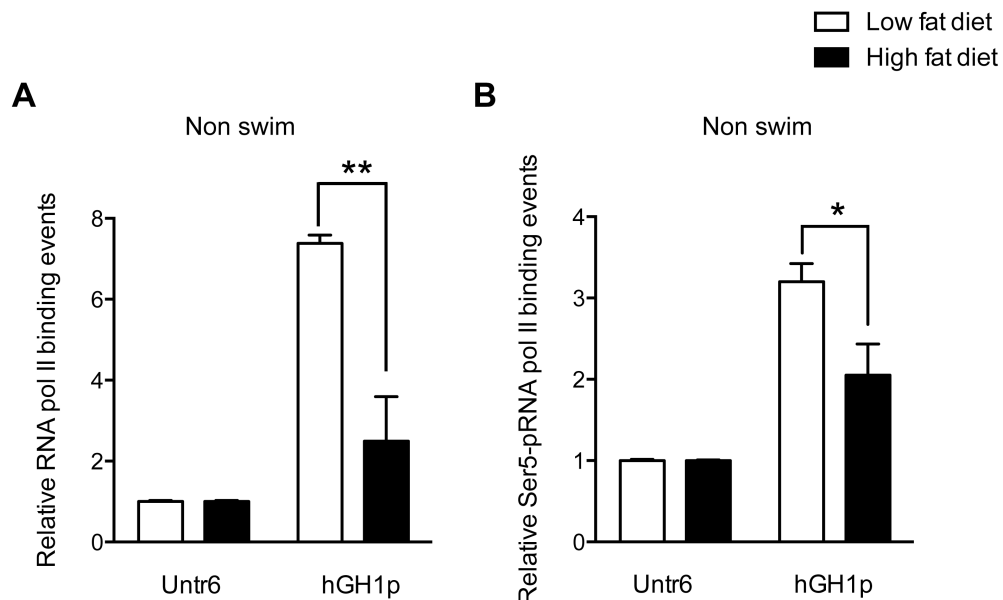 Low fat diet
High fat diet
A
Non swim
Relative RNA pol II binding events
8
6
4
2
0
**
Untr6
hGH1p
B
Non swim
Relative Ser5-pRNA pol II binding events
4
3
2
1
0
*
Untr6
hGH1p